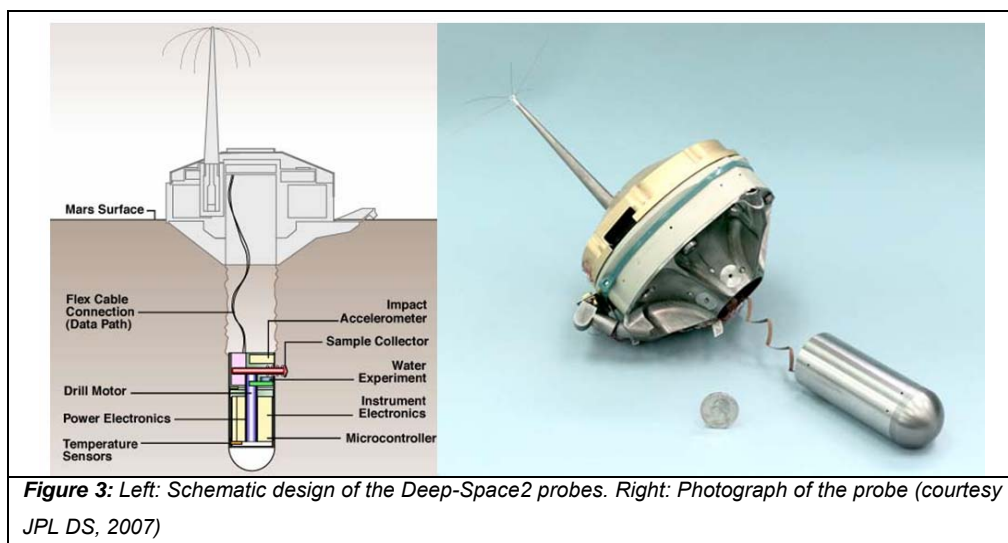 Mars Surface
Flex Cable
Connection
(Data Path)
Impact
Accelerometer
Sample Collector
Water
Experiment
Drill Motor
Instrument
Electronics
Power Electronics
Microcontroller
Temperature
Sensors
Figure 3: Left: Schematic design of the Deep-Space2 probes. Right: Photograph of the probe (courtesy
JPL DS, 2007)